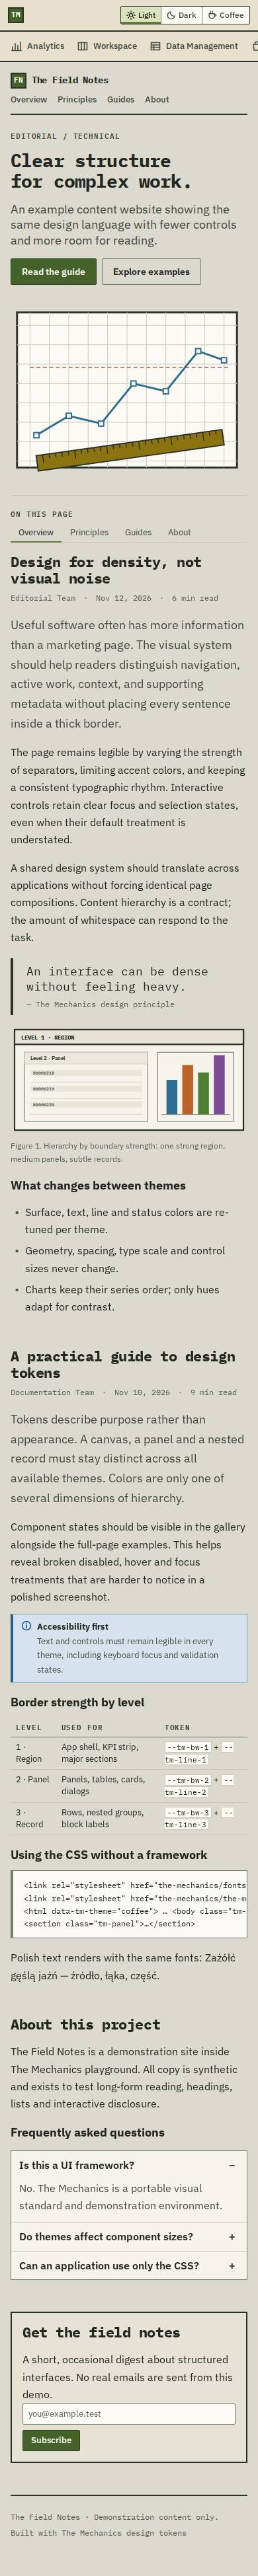 TM
Light
Dark
Coffee
Analytics
Workspace
Data Management
FN
The Field Notes
Overview
Principles
Guides
About
EDITORIAL / TECHNICAL
Clear structure
for complex work.
An example content website showing the
same design language with fewer controls
and more room for reading.
Read the guide
Explore examples
ON THIS PAGE
Overview
Principles
Guides
About
Design for density, not
visual noise
Editorial Team · Nov 12, 2026 · 6 min read
Useful software often has more information
than a marketing page. The visual system
should help readers distinguish navigation,
active work, context, and supporting
metadata without placing every sentence
inside a thick border.
The page remains legible by varying the strength
of separators, limiting accent colors, and keeping
a consistent typographic rhythm. Interactive
controls retain clear focus and selection states,
even when their default treatment is
understated.
A shared design system should translate across
applications without forcing identical page
compositions. Content hierarchy is a contract;
the amount of whitespace can respond to the
task.
An interface can be dense
without feeling heavy.
— The Mechanics design principle
LEVEL 1 · REGION
Level 2 · Panel
Figure 1. Hierarchy by boundary strength: one strong region,
medium panels, subtle records.
What changes between themes
Surface, text, line and status colors are re-
tuned per theme.
Geometry, spacing, type scale and control
sizes never change.
Charts keep their series order; only hues
adapt for contrast.
A practical guide to design
tokens
Documentation Team · Nov 10, 2026 · 9 min read
Tokens describe purpose rather than
appearance. A canvas, a panel and a nested
record must stay distinct across all
available themes. Colors are only one of
several dimensions of hierarchy.
Component states should be visible in the gallery
alongside the full-page examples. This helps
reveal broken disabled, hover and focus
treatments that are harder to notice in a
polished screenshot.
Accessibility first
Text and controls must remain legible in every
theme, including keyboard focus and validation
states.
Border strength by level
LEVEL USED FOR TOKEN
1 · App shell, KPI strip, --tm-bw-1 + --
Region major sections tm-line-1
2 · Panel Panels, tables, cards, --tm-bw-2 + --
dialogs tm-line-2
3 · Rows, nested groups, --tm-bw-3 + --
Record block labels tm-line-3
Using the CSS without a framework
<link rel="stylesheet" href="the-mechanics/fonts
<link rel="stylesheet" href="the-mechanics/the-m
<html data-tm-theme="coffee"> … <body class="tm-
<section class="tm-panel">…</section>
Polish text renders with the same fonts: Zażółć
gęślą jaźń — źródło, łąka, część.
About this project
The Field Notes is a demonstration site inside
The Mechanics playground. All copy is synthetic
and exists to test long-form reading, headings,
lists and interactive disclosure.
Frequently asked questions
Is this a UI framework? −
No. The Mechanics is a portable visual
standard and demonstration environment.
Do themes affect component sizes? +
Can an application use only the CSS? +
Get the field notes
A short, occasional digest about structured
interfaces. No real emails are sent from this
demo.
you@example.test
Subscribe
The Field Notes · Demonstration content only.
Built with The Mechanics design tokens